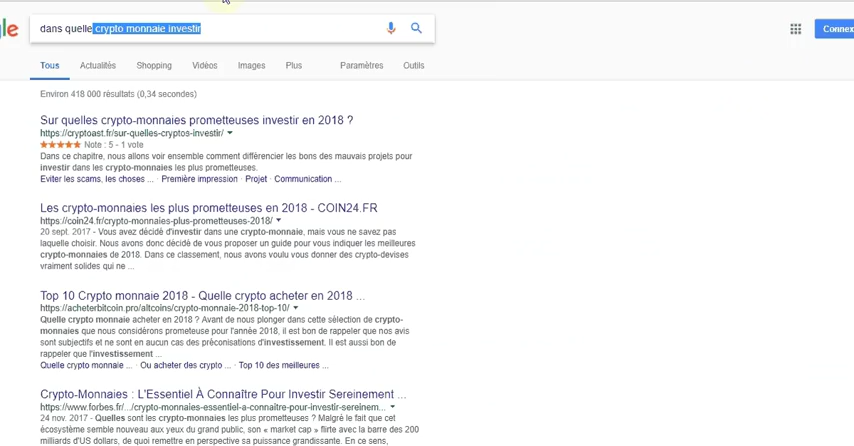 gle
dans quelle crypto monnaie investir
Connex
Tous Actualités Shopping Vidéos Images Plus Paramètres Outils
Environ 418 000 résultats (0,34 secondes)
Sur quelles crypto-monnaies prometteuses investir en 2018 ?
https://cryptoast.fr/sur-quelles-cryptos-investir/
Note : 5 - 1 vote
Dans ce chapitre, nous allons voir ensemble comment différencier les bons des mauvais projets pour
investir dans les crypto-monnaies les plus prometteuses.
Eviter les scams, les choses ... · Première impression · Projet · Communication ...
Les crypto-monnaies les plus prometteuses en 2018 - COIN24.FR
https://coin24.fr/crypto-monnaies-plus-prometteuses-2018/
20 sept. 2017 - Vous avez décidé d'investir dans une crypto-monnaie, mais vous ne savez pas
laquelle choisir. Nous avons donc décidé de vous proposer un guide pour vous indiquer les meilleures
crypto-monnaies de 2018. Dans ce classement, nous avons voulu vous donner des crypto-devises
vraiment solides qui ne ...
Top 10 Crypto monnaie 2018 - Quelle crypto acheter en 2018 ...
https://acheterbitcoin.pro/altcoins/crypto-monnaie-2018-top-10/
Quelle crypto monnaie acheter en 2018 ? Avant de nous plonger dans cette sélection de crypto-
monnaies que nous considérons prometeuse pour l'année 2018, il est bon de rappeler que nos avis
sont subjectifs et ne sont en aucun cas des préconisations d'investissement. Il est aussi bon de
rappeler que l'investissement ...
Quelle crypto monnaie ... · Ou acheter des crypto ... · Top 10 des meilleures ...
Crypto-Monnaies : L'Essentiel À Connaître Pour Investir Sereinement ...
https://www.forbes.fr/.../crypto-monnaies-essentiel-a-connaitre-pour-investir-sereinem...
24 nov. 2017 - Quelles sont les crypto-monnaies les plus prometteuses ? Malgré le fait que cet
écosystème semble nouveau aux yeux du grand public, son « market cap » flirte avec la barre des 200
milliards d'US dollars, de quoi remettre en perspective sa puissance grandissante. En ce sens,